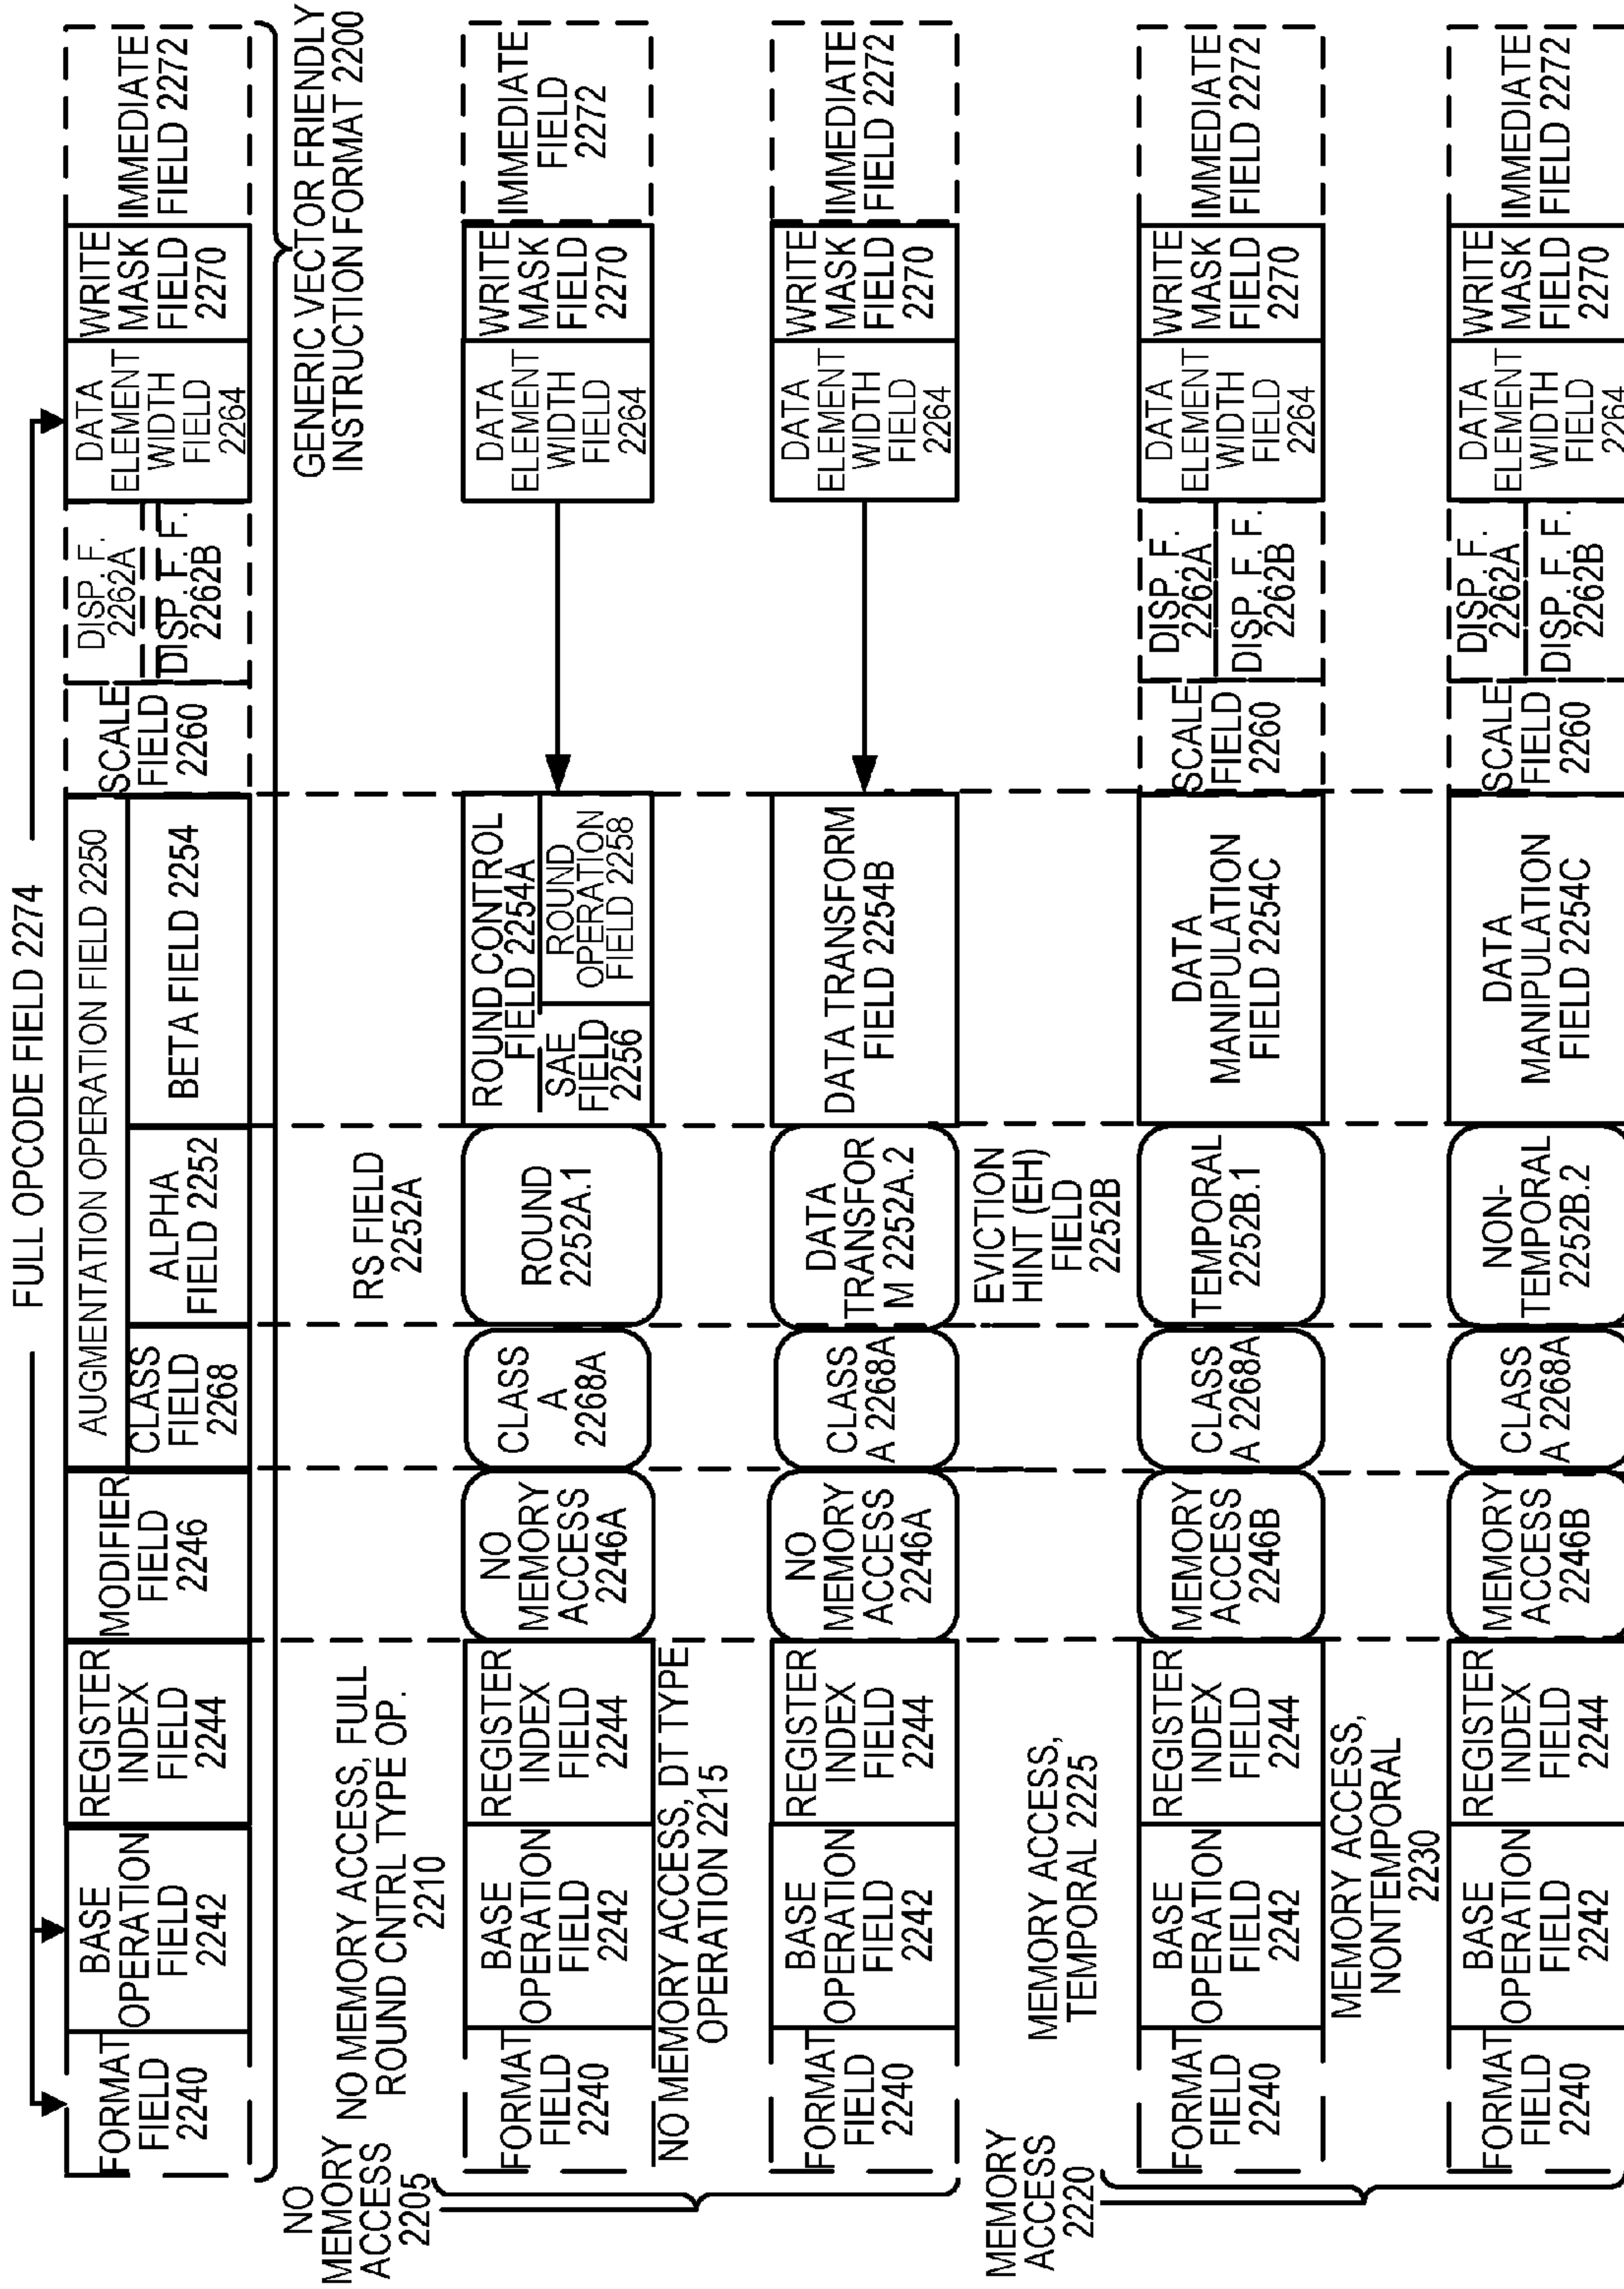 FULL OPCODE FIELD 2274
FORMAT
FIELD
2240
BASE
OPERATION
FIELD
2242
REGISTER
INDEX
FIELD
2244
MODIFIER
FIELD
2246
AUGMENTATION OPERATION FIELD 2250
CLASS
FIELD
2268
ALPHA
FIELD 2252
BETA FIELD 2254
SCALE
FIELD
2260
DISP. F.
2262A
DISP. F. F.
2262B
DATA
ELEMENT
WIDTH
FIELD
2264
WRITE
MASK
FIELD
2270
IMMEDIATE
FIELD 2272
GENERIC VECTOR FRIENDLY
INSTRUCTION FORMAT 2200
NO
MEMORY
ACCESS
2205
NO MEMORY ACCESS, FULL
ROUND CNTRL TYPE OP.
2210
RS FIELD
2252A
FORMAT
FIELD
2240
BASE
OPERATION
FIELD
2242
REGISTER
INDEX
FIELD
2244
NO
MEMORY
ACCESS
2246A
CLASS
A
2268A
ROUND
2252A.1
ROUND CONTROL
FIELD 2254A
SAE
FIELD
2256
ROUND
OPERATION
FIELD 2258
DATA
ELEMENT
WIDTH
FIELD
2264
WRITE
MASK
FIELD
2270
IMMEDIATE
FIELD
2272
NO MEMORY ACCESS, DT TYPE
OPERATION 2215
FORMAT
FIELD
2240
BASE
OPERATION
FIELD
2242
REGISTER
INDEX
FIELD
2244
NO
MEMORY
ACCESS
2246A
CLASS
A 2268A
DATA
TRANSFOR
M 2252A.2
DATA TRANSFORM
FIELD 2254B
DATA
ELEMENT
WIDTH
FIELD
2264
WRITE
MASK
FIELD
2270
IMMEDIATE
FIELD 2272
MEMORY
ACCESS
2220
MEMORY ACCESS,
TEMPORAL 2225
EVICTION
HINT (EH)
FIELD
2252B
FORMAT
FIELD
2240
BASE
OPERATION
FIELD
2242
REGISTER
INDEX
FIELD
2244
MEMORY
ACCESS
2246B
CLASS
A 2268A
TEMPORAL
2252B.1
DATA
MANIPULATION
FIELD 2254C
SCALE
FIELD
2260
DISP. F.
2262A
DISP. F. F.
2262B
DATA
ELEMENT
WIDTH
FIELD
2264
WRITE
MASK
FIELD
2270
IMMEDIATE
FIELD 2272
MEMORY ACCESS,
NONTEMPORAL
2230
FORMAT
FIELD
2240
BASE
OPERATION
FIELD
2242
REGISTER
INDEX
FIELD
2244
MEMORY
ACCESS
2246B
CLASS
A 2268A
NON-
TEMPORAL
2252B.2
DATA
MANIPULATION
FIELD 2254C
SCALE
FIELD
2260
DISP. F.
2262A
DISP. F. F.
2262B
DATA
ELEMENT
WIDTH
FIELD
2264
WRITE
MASK
FIELD
2270
IMMEDIATE
FIELD 2272